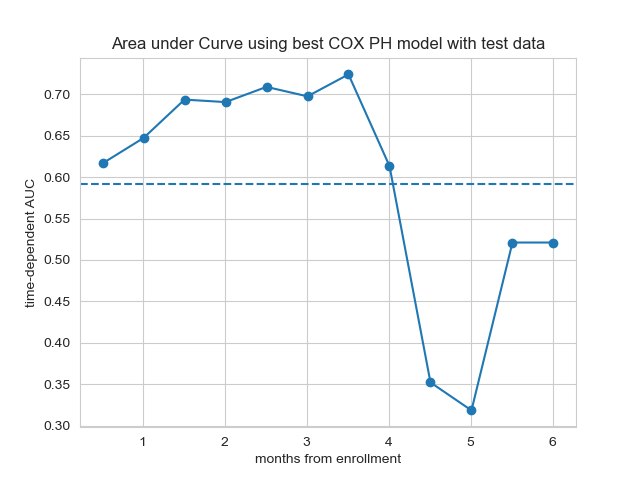 Area under Curve using best COX PH model with test data
time-dependent AUC
0.70
0.65
0.60
0.55
0.50
0.45
0.40
0.35
0.30
1 2 3 4 5 6
months from enrollment